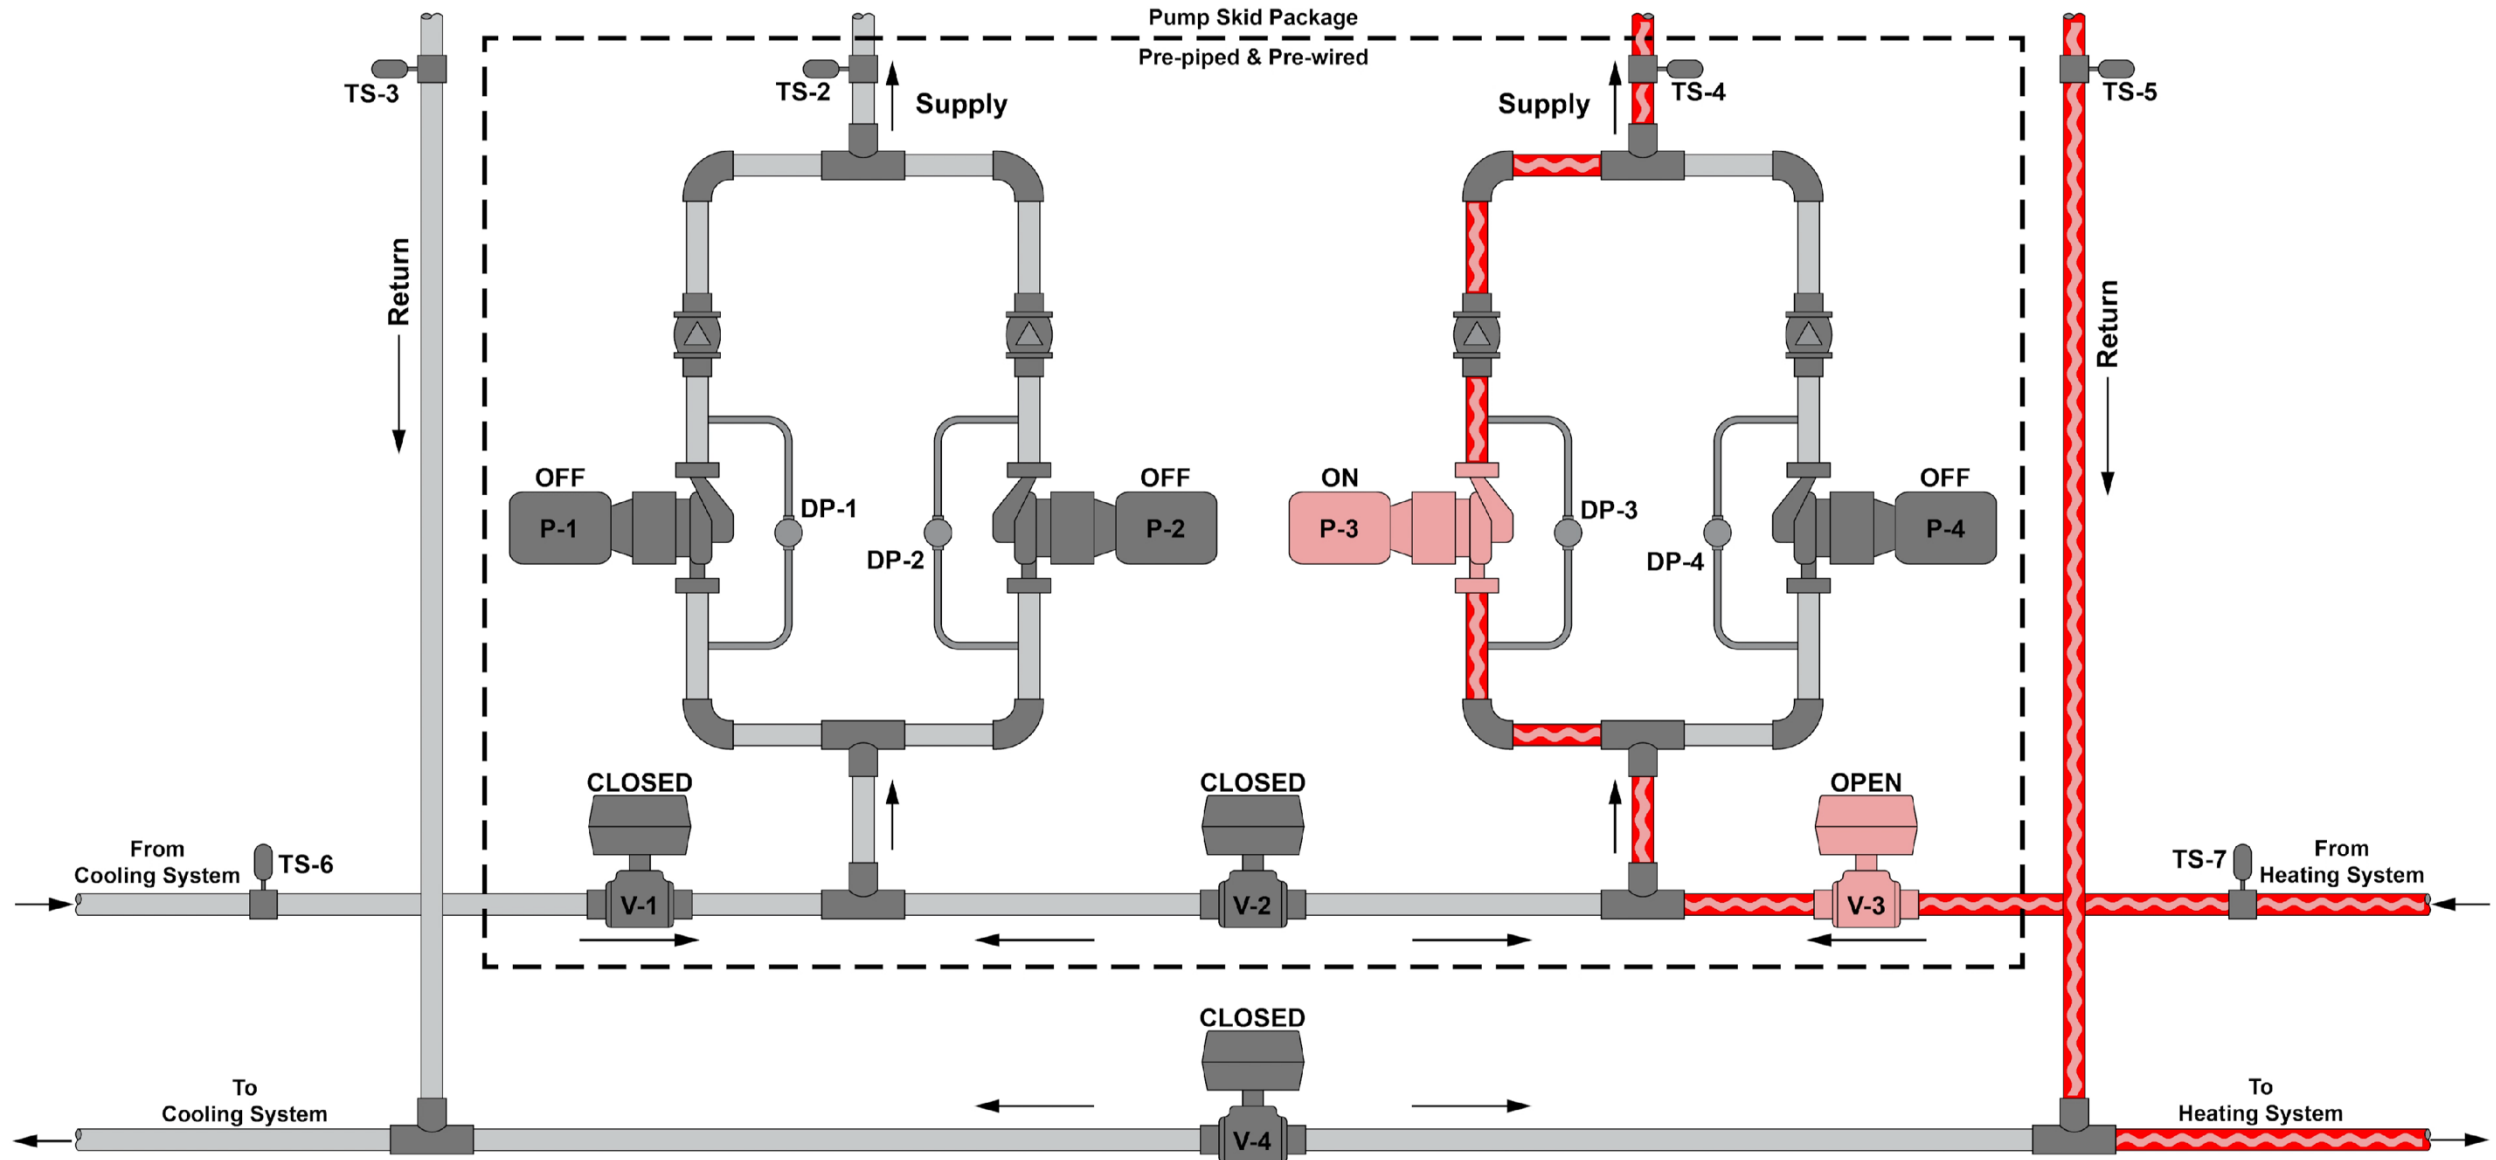 Pump Skid Package
Pre-piped & Pre-wired
TS-3
TS-2
Supply
Supply
TS-4
TS-5
Return
Return
OFF
P-1
DP-1
OFF
P-2
DP-2
ON
P-3
DP-3
OFF
P-4
DP-4
CLOSED
V-1
CLOSED
V-2
OPEN
V-3
From
Cooling System
TS-6
TS-7
From
Heating System
CLOSED
V-4
To
Cooling System
To
Heating System